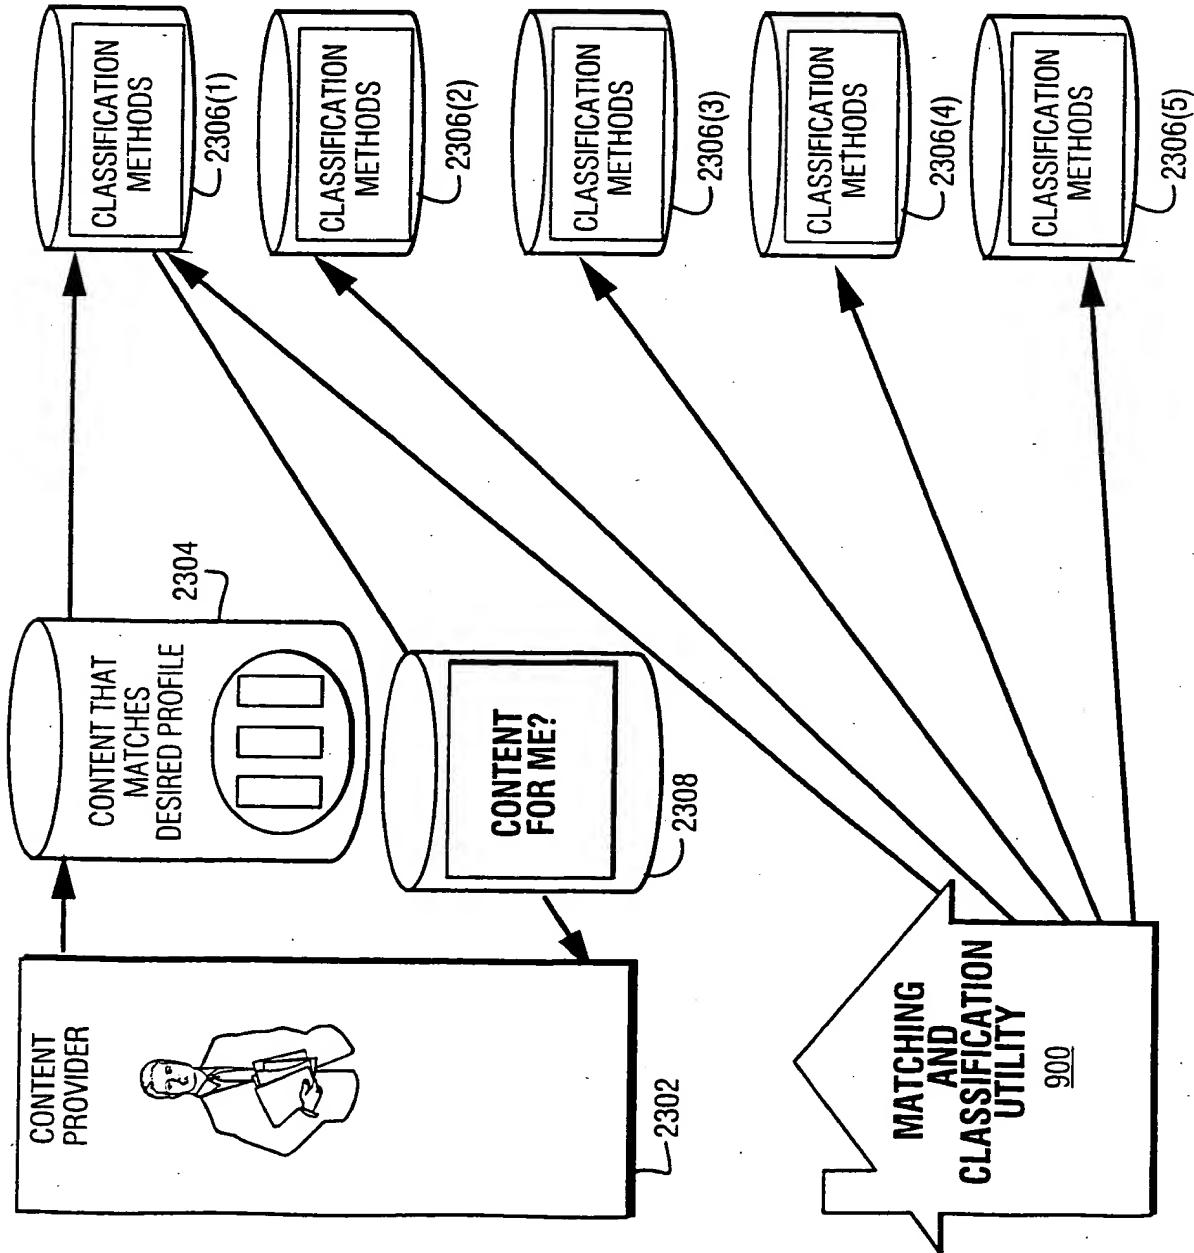 CONTENT
PROVIDER
2302
CONTENT THAT
MATCHES
DESIRED PROFILE
2304
CONTENT
FOR ME?
2308
MATCHING
AND
CLASSIFICATION
UTILITY
900
CLASSIFICATION
METHODS
2306(1)
CLASSIFICATION
METHODS
2306(2)
CLASSIFICATION
METHODS
2306(3)
CLASSIFICATION
METHODS
2306(4)
CLASSIFICATION
METHODS
2306(5)